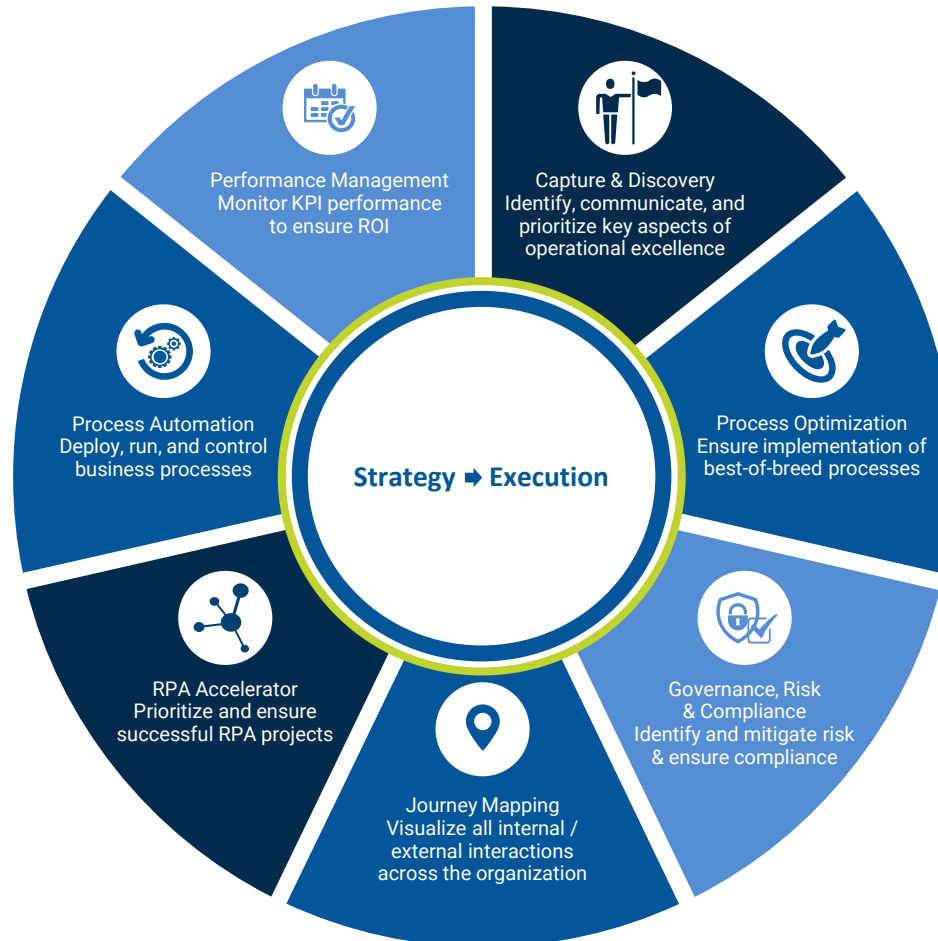 Performance Management
Monitor KPI performance
to ensure ROI
Capture & Discovery
Identify, communicate, and
prioritize key aspects of
operational excellence
Process Automation
Deploy, run, and control
business processes
Strategy ➡ Execution
Process Optimization
Ensure implementation of
best-of-breed processes
RPA Accelerator
Prioritize and ensure
successful RPA projects
Governance, Risk
& Compliance
Identify and mitigate risk
& ensure compliance
Journey Mapping
Visualize all internal /
external interactions
across the organization